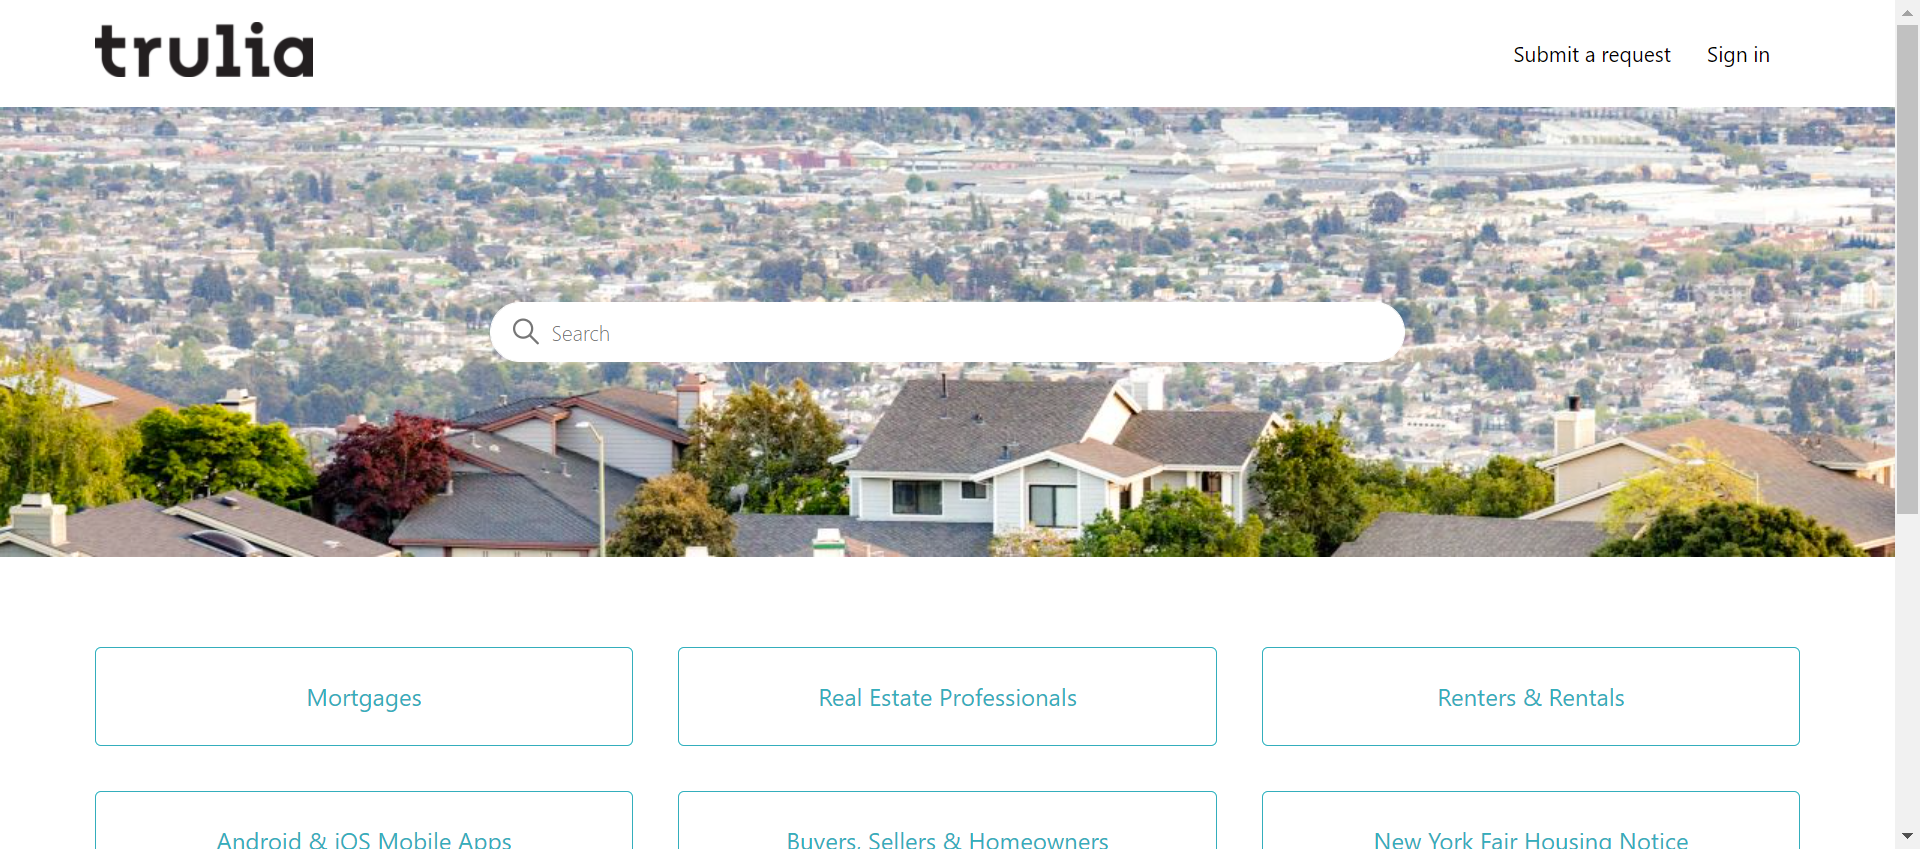 trulia
Submit a request
Sign in
Search
Mortgages
Real Estate Professionals
Renters & Rentals
Android & iOS Mobile Apps
Buyers, Sellers & Homeowners
New York Fair Housing Notice